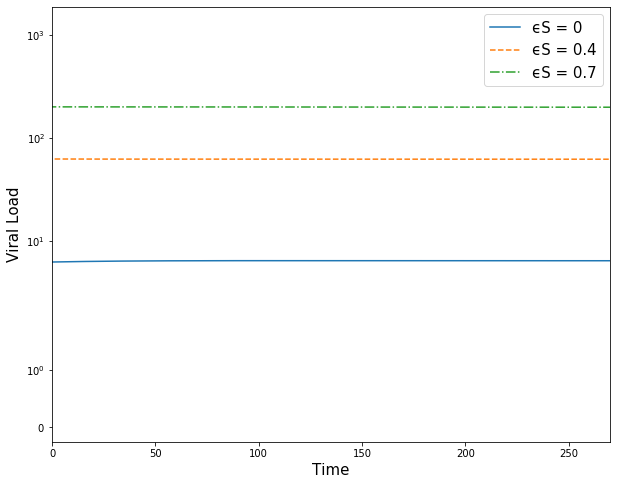 ϵS = 0
ϵS = 0.4
ϵS = 0.7
10³
10²
10¹
10⁰
0
Viral Load
0 50 100 150 200 250
Time